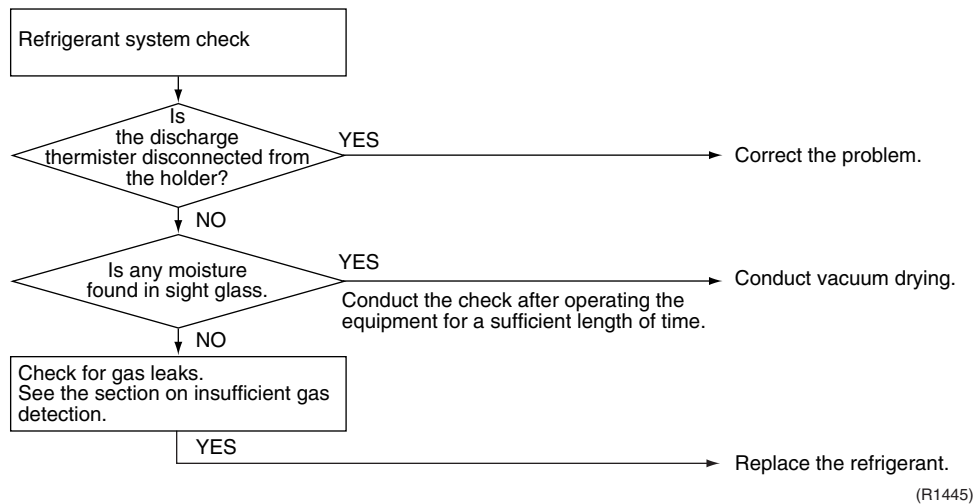 Refrigerant system check
Is
the discharge
thermister disconnected from
the holder?
YES
Correct the problem.
NO
Is any moisture
found in sight glass.
YES
Conduct vacuum drying.
Conduct the check after operating the
equipment for a sufficient length of time.
NO
Check for gas leaks.
See the section on insufficient gas
detection.
YES
Replace the refrigerant.
(R1445)